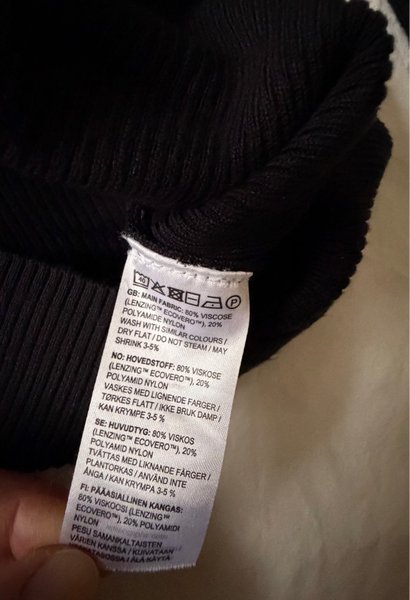 40 P
GB: MAIN FABRIC: 80% VISCOSE
(LENZING™ ECOVERO™), 20%
POLYAMIDE NYLON
WASH WITH SIMILAR COLOURS /
DRY FLAT / DO NOT STEAM / MAY
SHRINK 3-5%
NO: HOVEDSTOFF: 80% VISKOSE
(LENZING™ ECOVERO™), 20%
POLYAMID NYLON
VASKES MED LIGNENDE FARGER /
TØRKES FLATT / IKKE BRUK DAMP /
KAN KRYMPE 3-5 %
SE: HUVUDTYG: 80% VISKOS
(LENZING™ ECOVERO™), 20%
POLYAMID NYLON
TVÄTTAS MED LIKNANDE FÄRGER /
PLANTORKAS / ANVÄND INTE
ÅNGA / KAN KRYMPA 3-5 %
FI: PÄÄASIALLINEN KANGAS:
80% VISKOOSI (LENZING™
ECOVERO™), 20% POLYAMIDI
NYLON
PESU SAMANKALTAISTEN
VÄRIEN KANSSA / KUIVATAAN
/ ÄLÄ KÄYTÄ